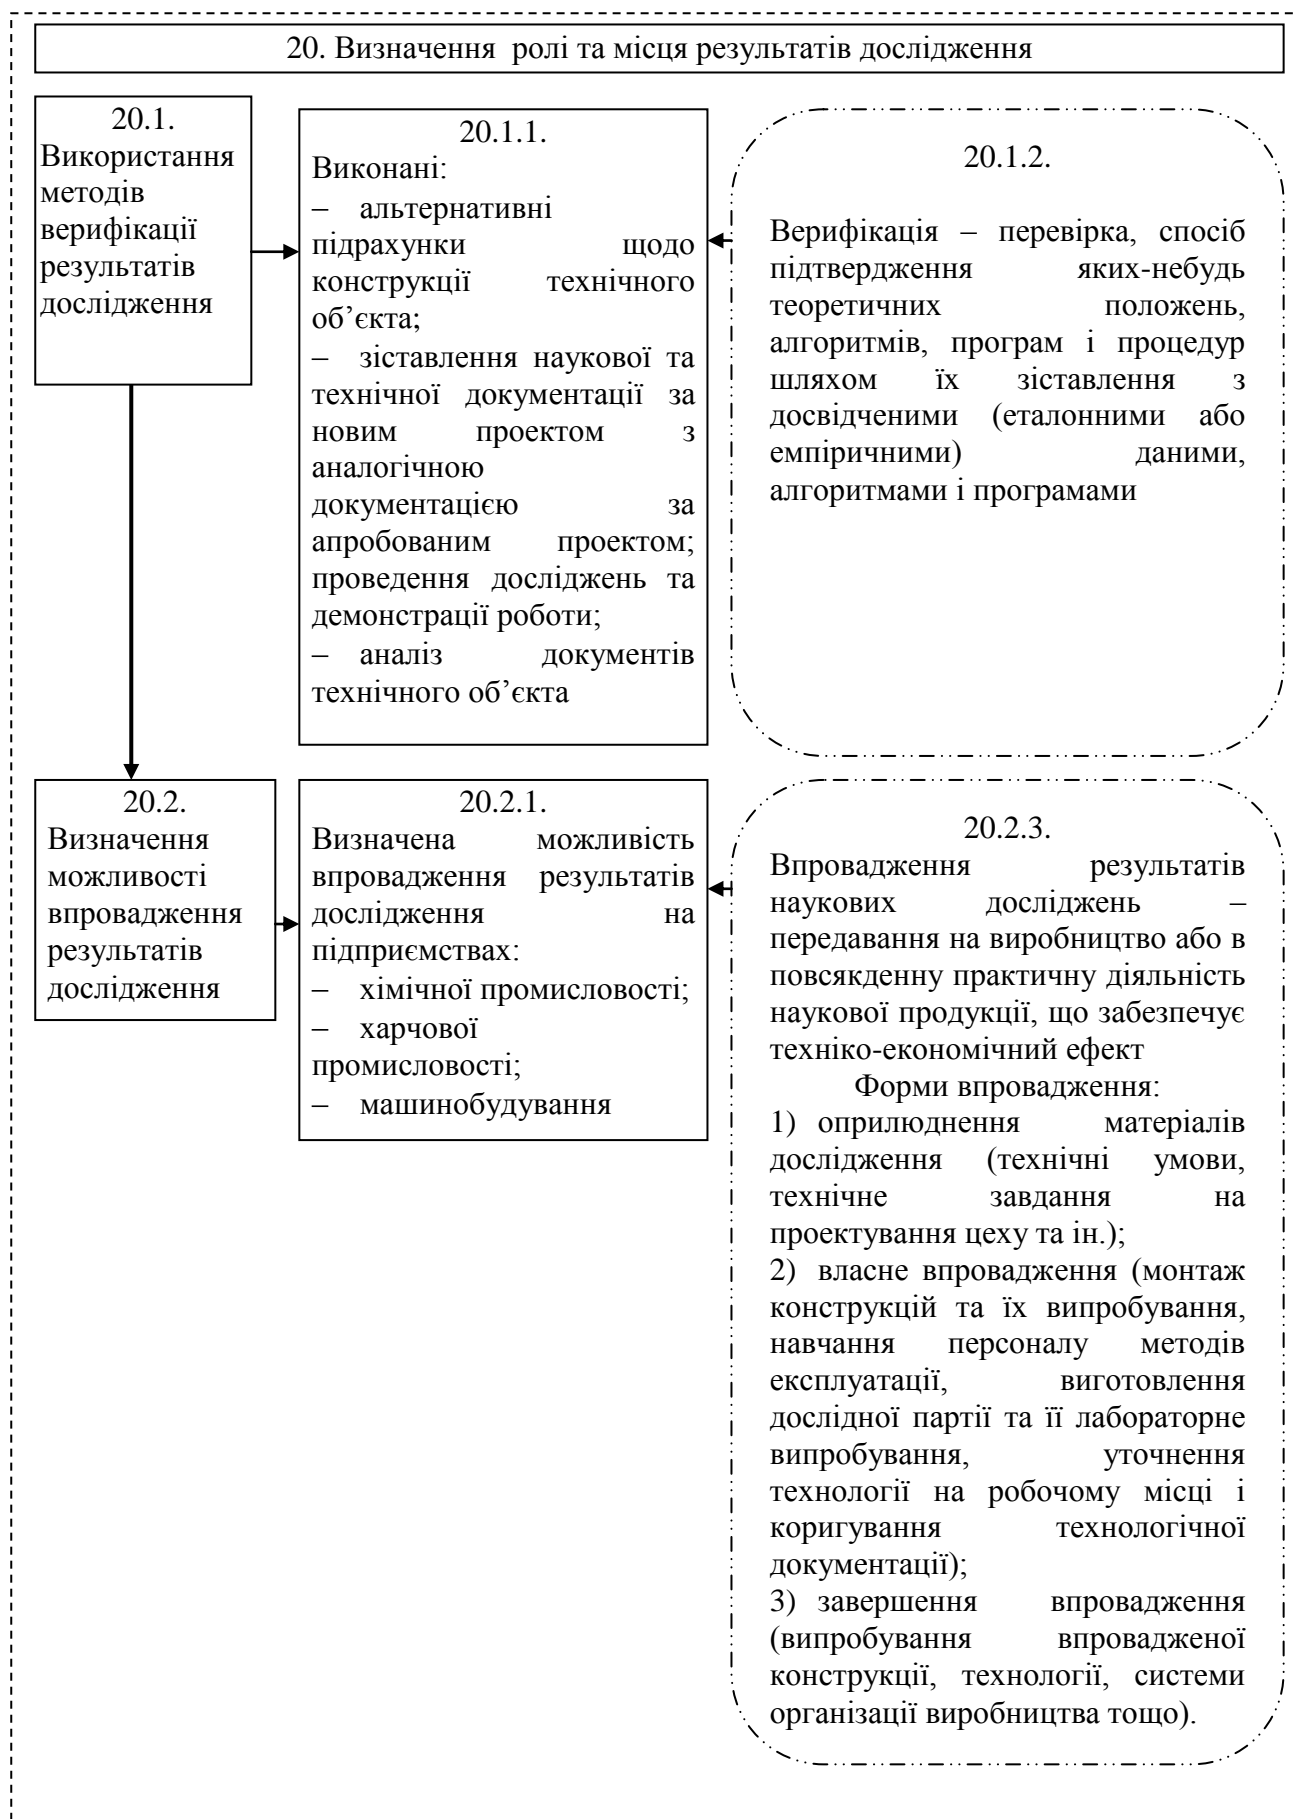 20. Визначення ролі та місця результатів дослідження
20.1.
Використання
методів
верифікації
результатів
дослідження
20.1.1.
Виконані:
– альтернативні
підрахунки щодо
конструкції технічного
об’єкта;
– зіставлення наукової та
технічної документації за
новим проектом з
аналогічною
документацією за
апробованим проектом;
проведення досліджень та
демонстрації роботи;
– аналіз документів
технічного об’єкта
20.1.2.
Верифікація – перевірка, спосіб
підтвердження яких-небудь
теоретичних положень,
алгоритмів, програм і процедур
шляхом їх зіставлення з
досвідченими (еталонними або
емпіричними) даними,
алгоритмами і програмами
20.2.
Визначення
можливості
впровадження
результатів
дослідження
20.2.1.
Визначена можливість
впровадження результатів
дослідження на
підприємствах:
– хімічної промисловості;
– харчової
промисловості;
– машинобудування
20.2.3.
Впровадження результатів
наукових досліджень –
передавання на виробництво або в
повсякденну практичну діяльність
наукової продукції, що забезпечує
техніко-економічний ефект
Форми впровадження:
1) оприлюднення матеріалів
дослідження (технічні умови,
технічне завдання на
проектування цеху та ін.);
2) власне впровадження (монтаж
конструкцій та їх випробування,
навчання персоналу методів
експлуатації, виготовлення
дослідної партії та її лабораторне
випробування, уточнення
технології на робочому місці і
коригування технологічної
документації);
3) завершення впровадження
(випробування впровадженої
конструкції, технології, системи
організації виробництва тощо).